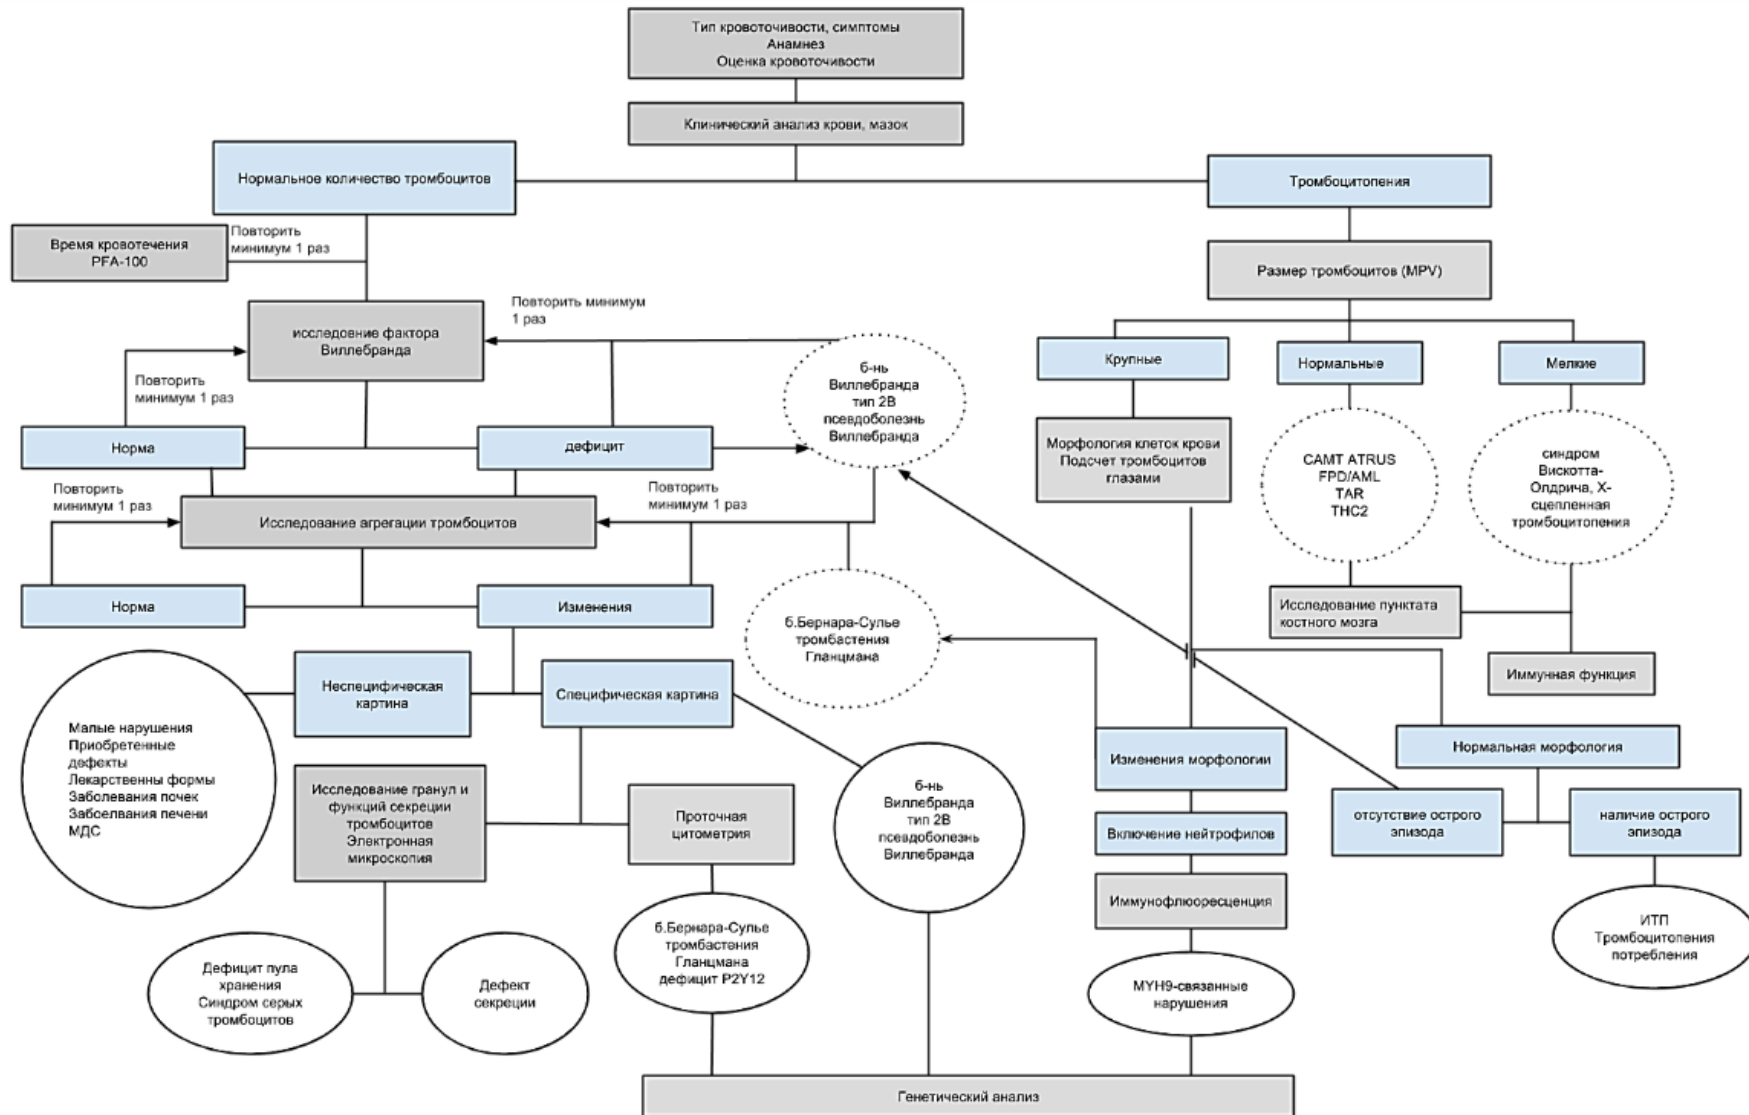 Тип кровоточивости, симптомы
Анамнез
Оценка кровоточивости
Клинический анализ крови, мазок
Нормальное количество тромбоцитов
Тромбоцитопения
Время кровотечения
PFA-100
Повторить
минимум 1 раз
Размер тромбоцитов (MPV)
исследовние фактора
Виллебранда
Повторить минимум
1 раз
б-нь
Виллебранда
тип 2В
псевдоболезнь
Виллебранда
Крупные
Нормальные
Мелкие
Повторить
минимум 1 раз
Норма
дефицит
Морфология клеток крови
Подсчет тромбоцитов
глазами
CAMT ATRUS
FPD/AML
TAR
THC2
синдром
Вискотта-
Олдрича, Х-
сцепленная
тромбоцитопения
Повторить
минимум 1 раз
Исследование агрегации тромбоцитов
Повторить
минимум 1 раз
Норма
Изменения
б.Бернара-Сулье
тромбастения
Гланцмана
Исследование пунктата
костного мозга
Иммунная функция
Неспецифическая
картина
Специфическая картина
Малые нарушения
Приобретенные
дефекты
Лекарственны формы
Заболевания почек
Забоелвания печени
МДС
Исследование гранул и
функций секреции
тромбоцитов
Электронная
микроскопия
Проточная
цитометрия
б-нь
Виллебранда
тип 2В
псевдоболезнь
Виллебранда
Изменения морфологии
Нормальная морфология
Включение нейтрофилов
отсутствие острого
эпизода
наличие острого
эпизода
Иммунофлюоресценция
б.Бернара-Сулье
тромбастения
Гланцмана
дефицит P2Y12
ИТП
Тромбоцитопения
потребления
Дефицит пула
хранения
Синдром серых
тромбоцитов
Дефект
секреции
MYH9-связанные
нарушения
Генетический анализ